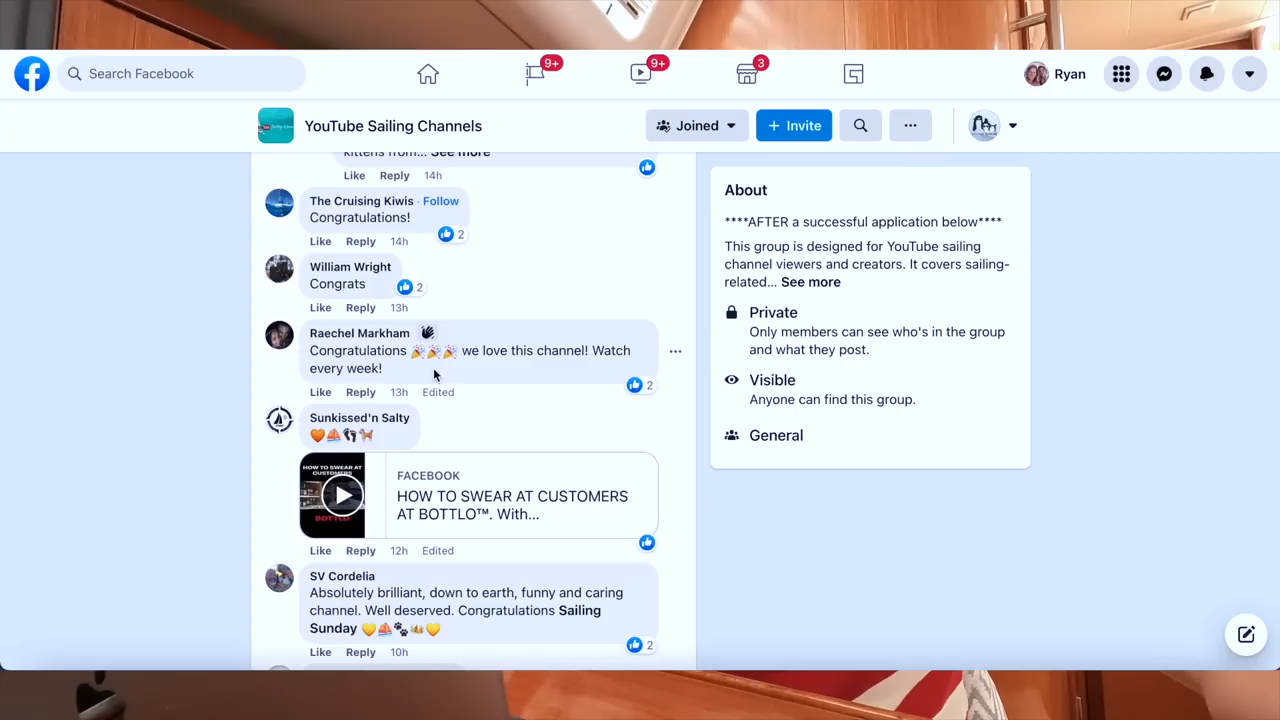 Search Facebook
9+
9+
3
Ryan
YouTube Sailing Channels
Joined
+ Invite
kittens from... See more
Like Reply 14h
The Cruising Kiwis · Follow
Congratulations!
2
Like Reply 14h
William Wright
Congrats
2
Like Reply 13h
Raechel Markham 👋
Congratulations 🎉🎉🎉 we love this channel! Watch
every week!
2
Like Reply 13h Edited
Sunkissed'n Salty
🧡⛵👣🐕
HOW TO SWEAR AT
CUSTOMERS
BOTTLO
FACEBOOK
HOW TO SWEAR AT CUSTOMERS
AT BOTTLO™. With...
Like Reply 12h Edited
SV Cordelia
Absolutely brilliant, down to earth, funny and caring
channel. Well deserved. Congratulations Sailing
Sunday 💛⛵🐾🐝💛
2
Like Reply 10h
About
****AFTER a successful application below****
This group is designed for YouTube sailing
channel viewers and creators. It covers sailing-
related... See more
Private
Only members can see who's in the group
and what they post.
Visible
Anyone can find this group.
General